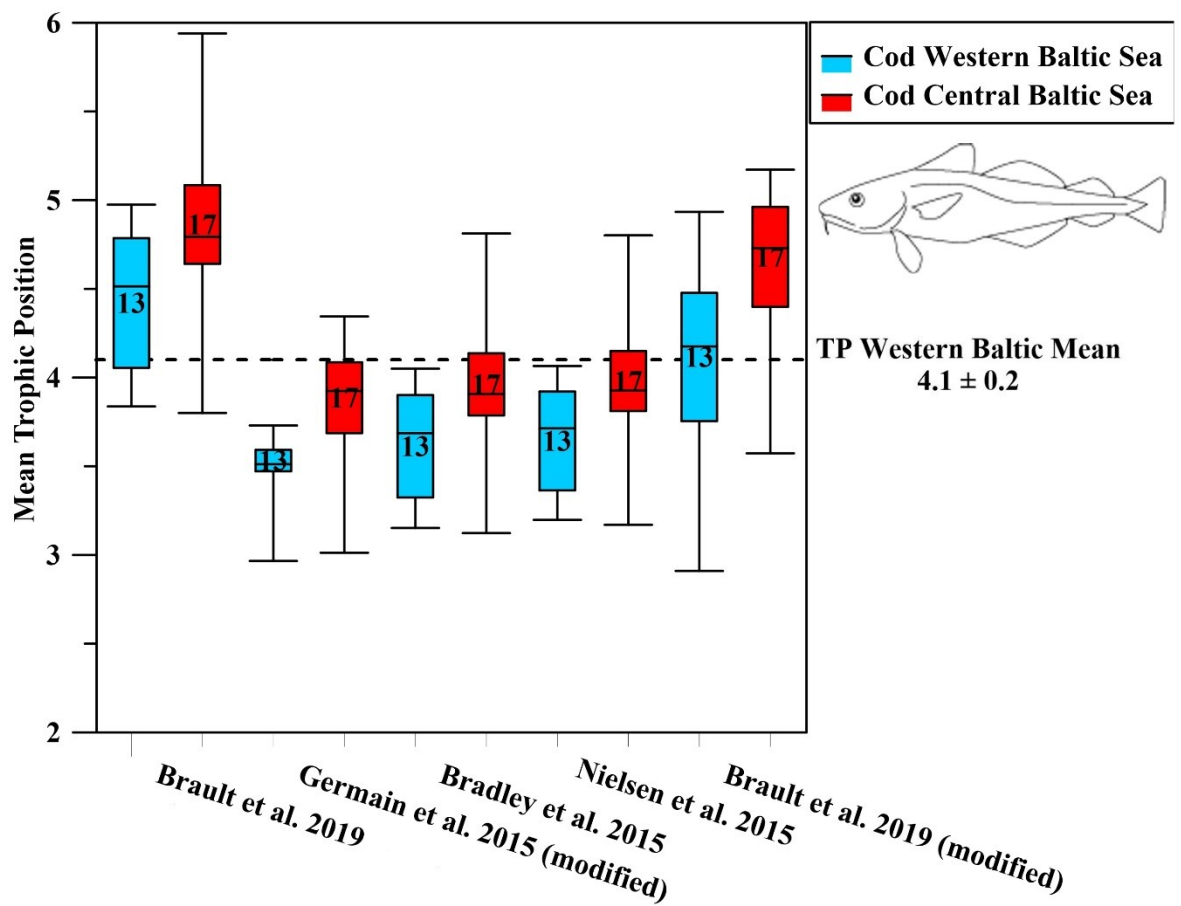 6
5
4
3
2
Mean Trophic Position
13
17
13
17
13
17
13
17
13
17
Brault et al. 2019
Germain et al. 2015 (modified)
Bradley et al. 2015
Nielsen et al. 2015
Brault et al. 2019 (modified)
Cod Western Baltic Sea
Cod Central Baltic Sea
TP Western Baltic Mean
4.1 ± 0.2